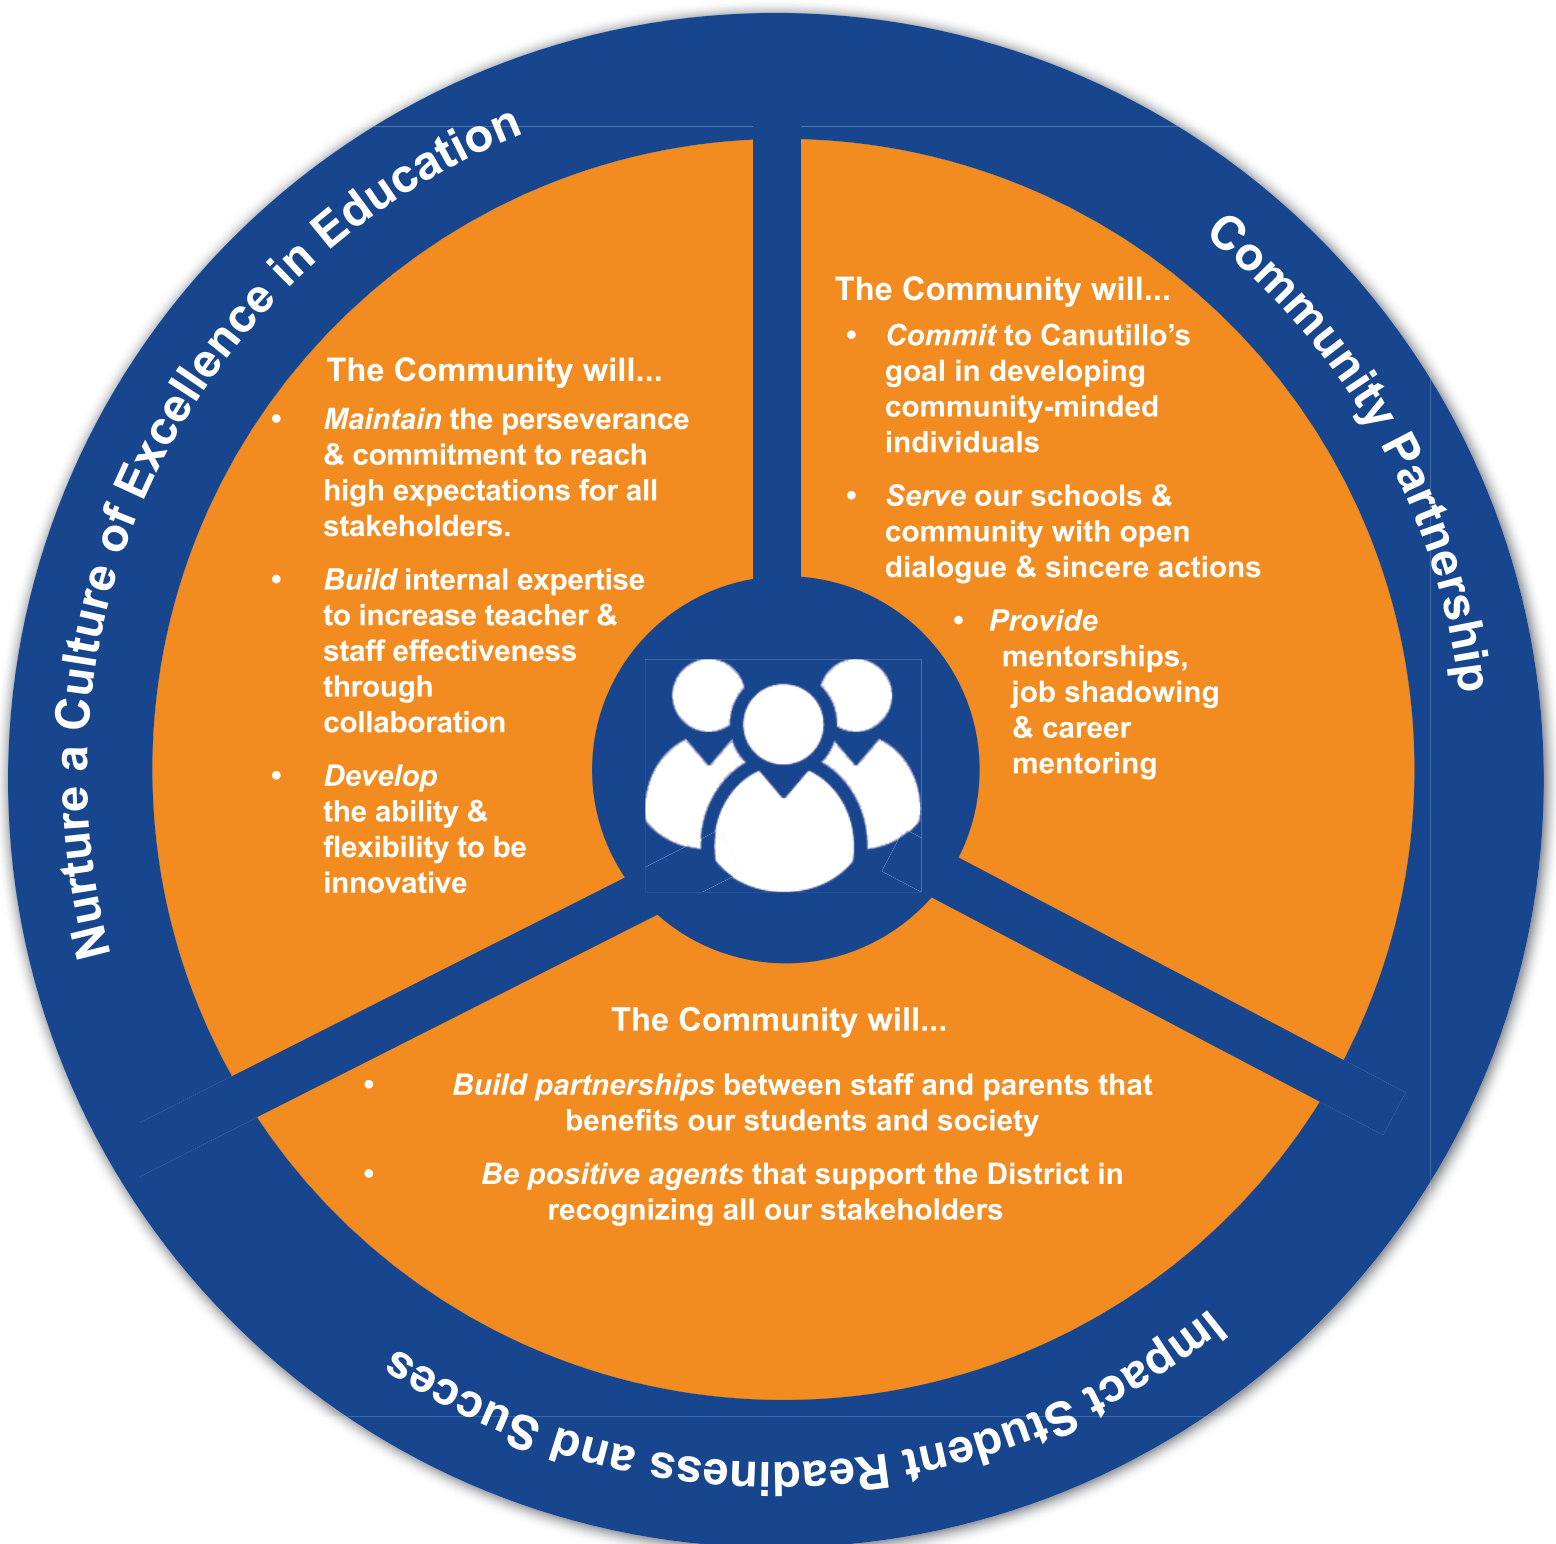 Nurture a Culture of Excellence in Education
The Community will...
• Maintain the perseverance
& commitment to reach
high expectations for all
stakeholders.
• Build internal expertise
to increase teacher &
staff effectiveness
through
collaboration
• Develop
the ability &
flexibility to be
innovative
Community Partnership
The Community will...
• Commit to Canutillo’s
goal in developing
community-minded
individuals
• Serve our schools &
community with open
dialogue & sincere actions
• Provide
mentorships,
job shadowing
& career
mentoring
The Community will...
• Build partnerships between staff and parents that
benefits our students and society
• Be positive agents that support the District in
recognizing all our stakeholders
Impact Student Readiness and Succes